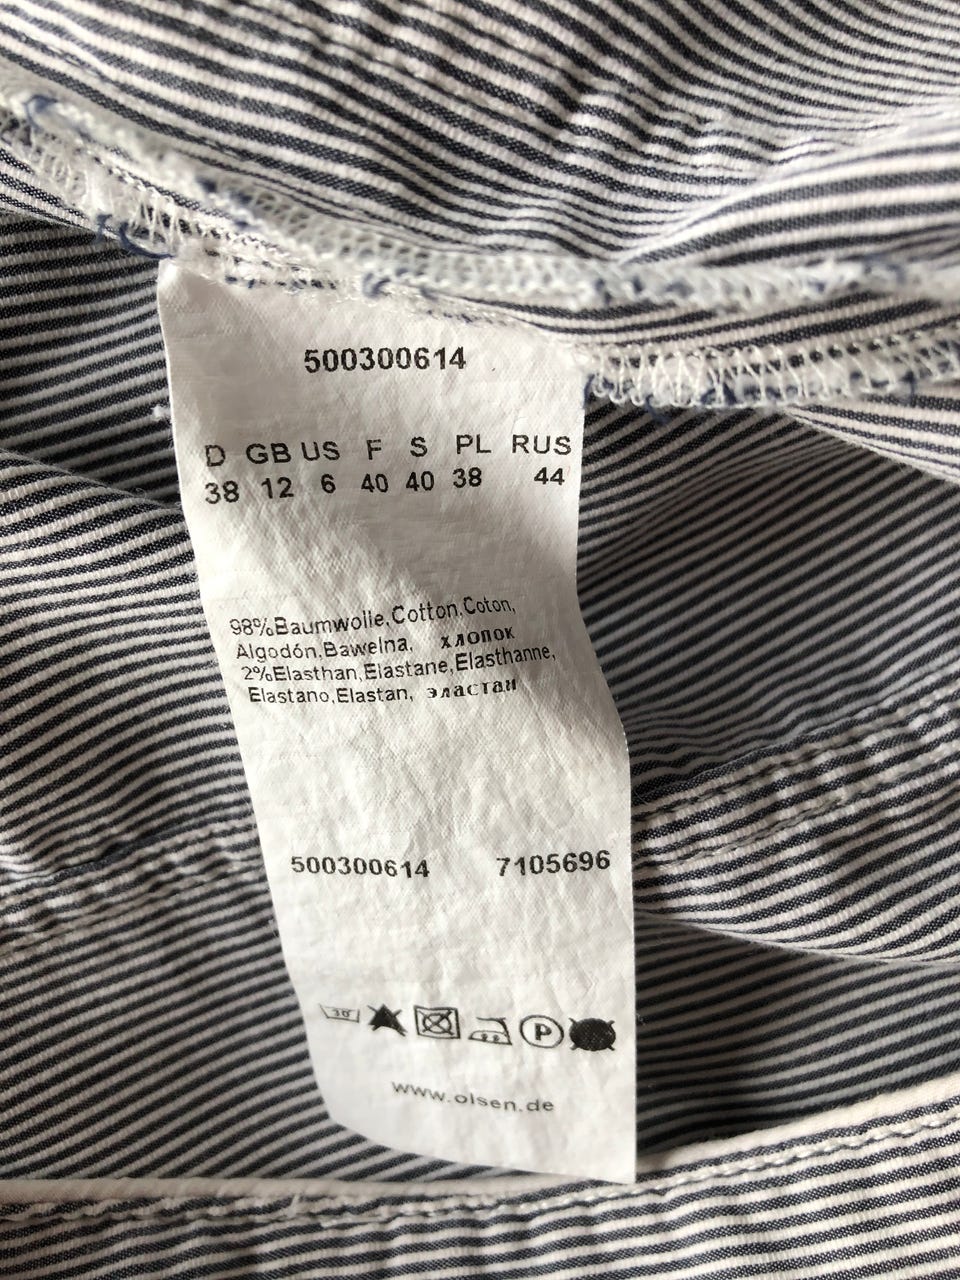 500300614
D GB US F S PL RUS
38 12 6 40 40 38 44
98%Baumwolle,Cotton,Coton,
Algodón,Bawelna, хлопок
2%Elasthan,Elastane,Elasthanne,
Elastano,Elastan, эластан
500300614 7105696
30 P
www.olsen.de